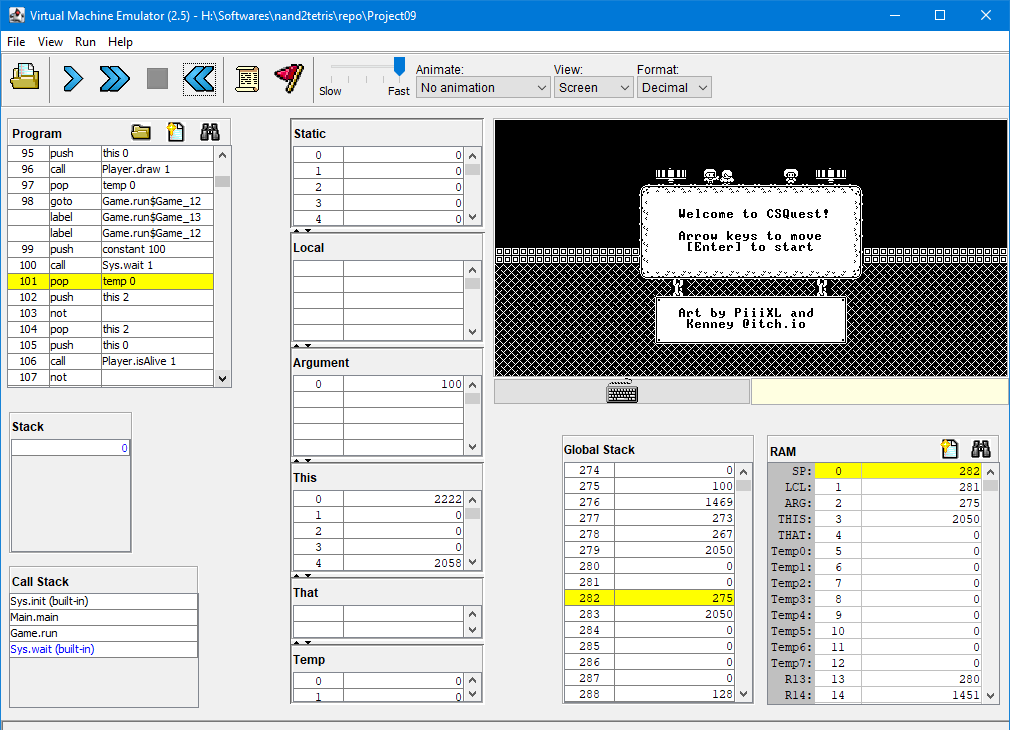 Virtual Machine Emulator (2.5) - H:\Softwares\nand2tetris\repo\Project09
File View Run Help
Slow Fast
Animate: View: Format:
No animation Screen Decimal
Program
95 push this 0
96 call Player.draw 1
97 pop temp 0
98 goto Game.run$Game_12
label Game.run$Game_13
label Game.run$Game_12
99 push constant 100
100 call Sys.wait 1
101 pop temp 0
102 push this 2
103 not
104 pop this 2
105 push this 0
106 call Player.isAlive 1
107 not
Stack
0
Call Stack
Sys.init (built-in)
Main.main
Game.run
Sys.wait (built-in)
Static
0 0
1 0
2 0
3 0
4 0
Local
Argument
0 100
This
0 2222
1 0
2 0
3 0
4 2058
That
Temp
0 0
1 0
Welcome to CSQuest!
Arrow keys to move
[Enter] to start
Art by PiiiXL and
Kenney @itch.io
Global Stack
274 0
275 100
276 1469
277 273
278 267
279 2050
280 0
281 0
282 275
283 2050
284 0
285 0
286 0
287 0
288 128
RAM
SP: 0 282
LCL: 1 281
ARG: 2 275
THIS: 3 2050
THAT: 4 0
Temp0: 5 0
Temp1: 6 0
Temp2: 7 0
Temp3: 8 0
Temp4: 9 0
Temp5: 10 0
Temp6: 11 0
Temp7: 12 0
R13: 13 280
R14: 14 1451